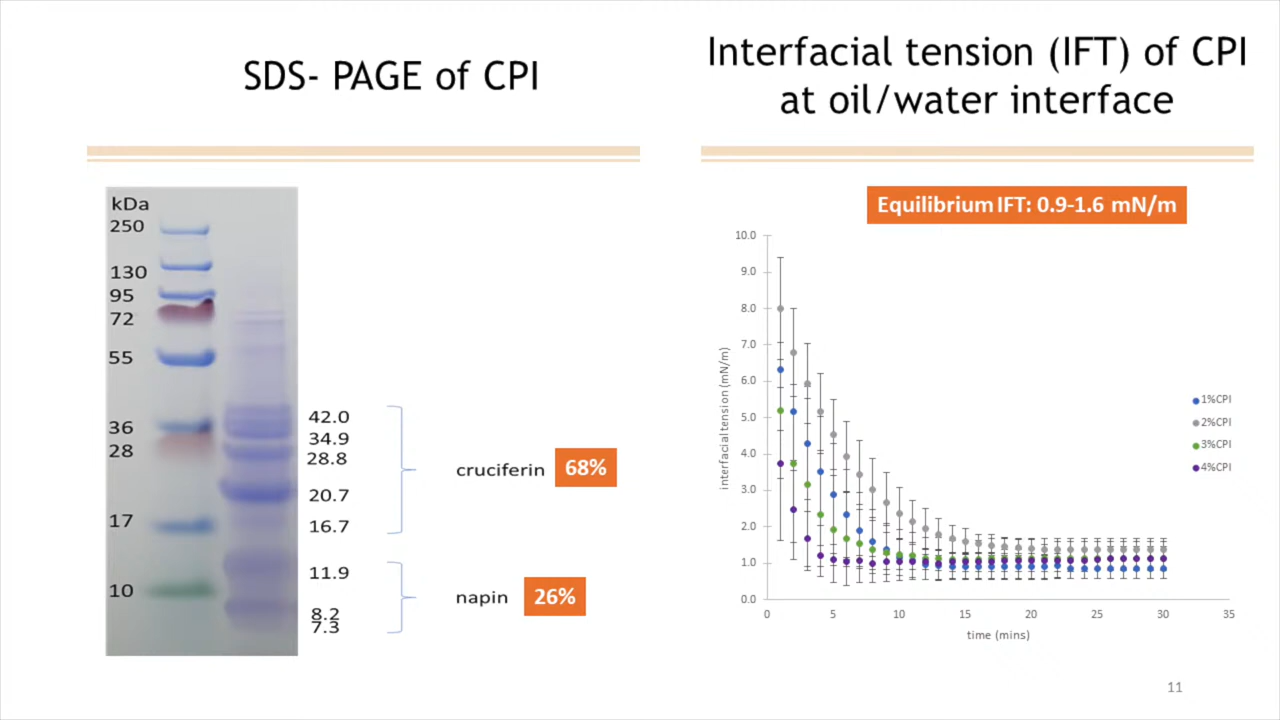 SDS- PAGE of CPI
kDa
250
130
95
72
55
36
28
17
10
42.0
34.9
28.8
20.7
16.7
11.9
8.2
7.3
cruciferin 68%
napin 26%
Interfacial tension (IFT) of CPI
at oil/water interface
Equilibrium IFT: 0.9-1.6 mN/m
interfacial tension (mN/m)
10.0
9.0
8.0
7.0
6.0
5.0
4.0
3.0
2.0
1.0
0.0
0 5 10 15 20 25 30 35
time (mins)
1%CPI
2%CPI
3%CPI
4%CPI
11